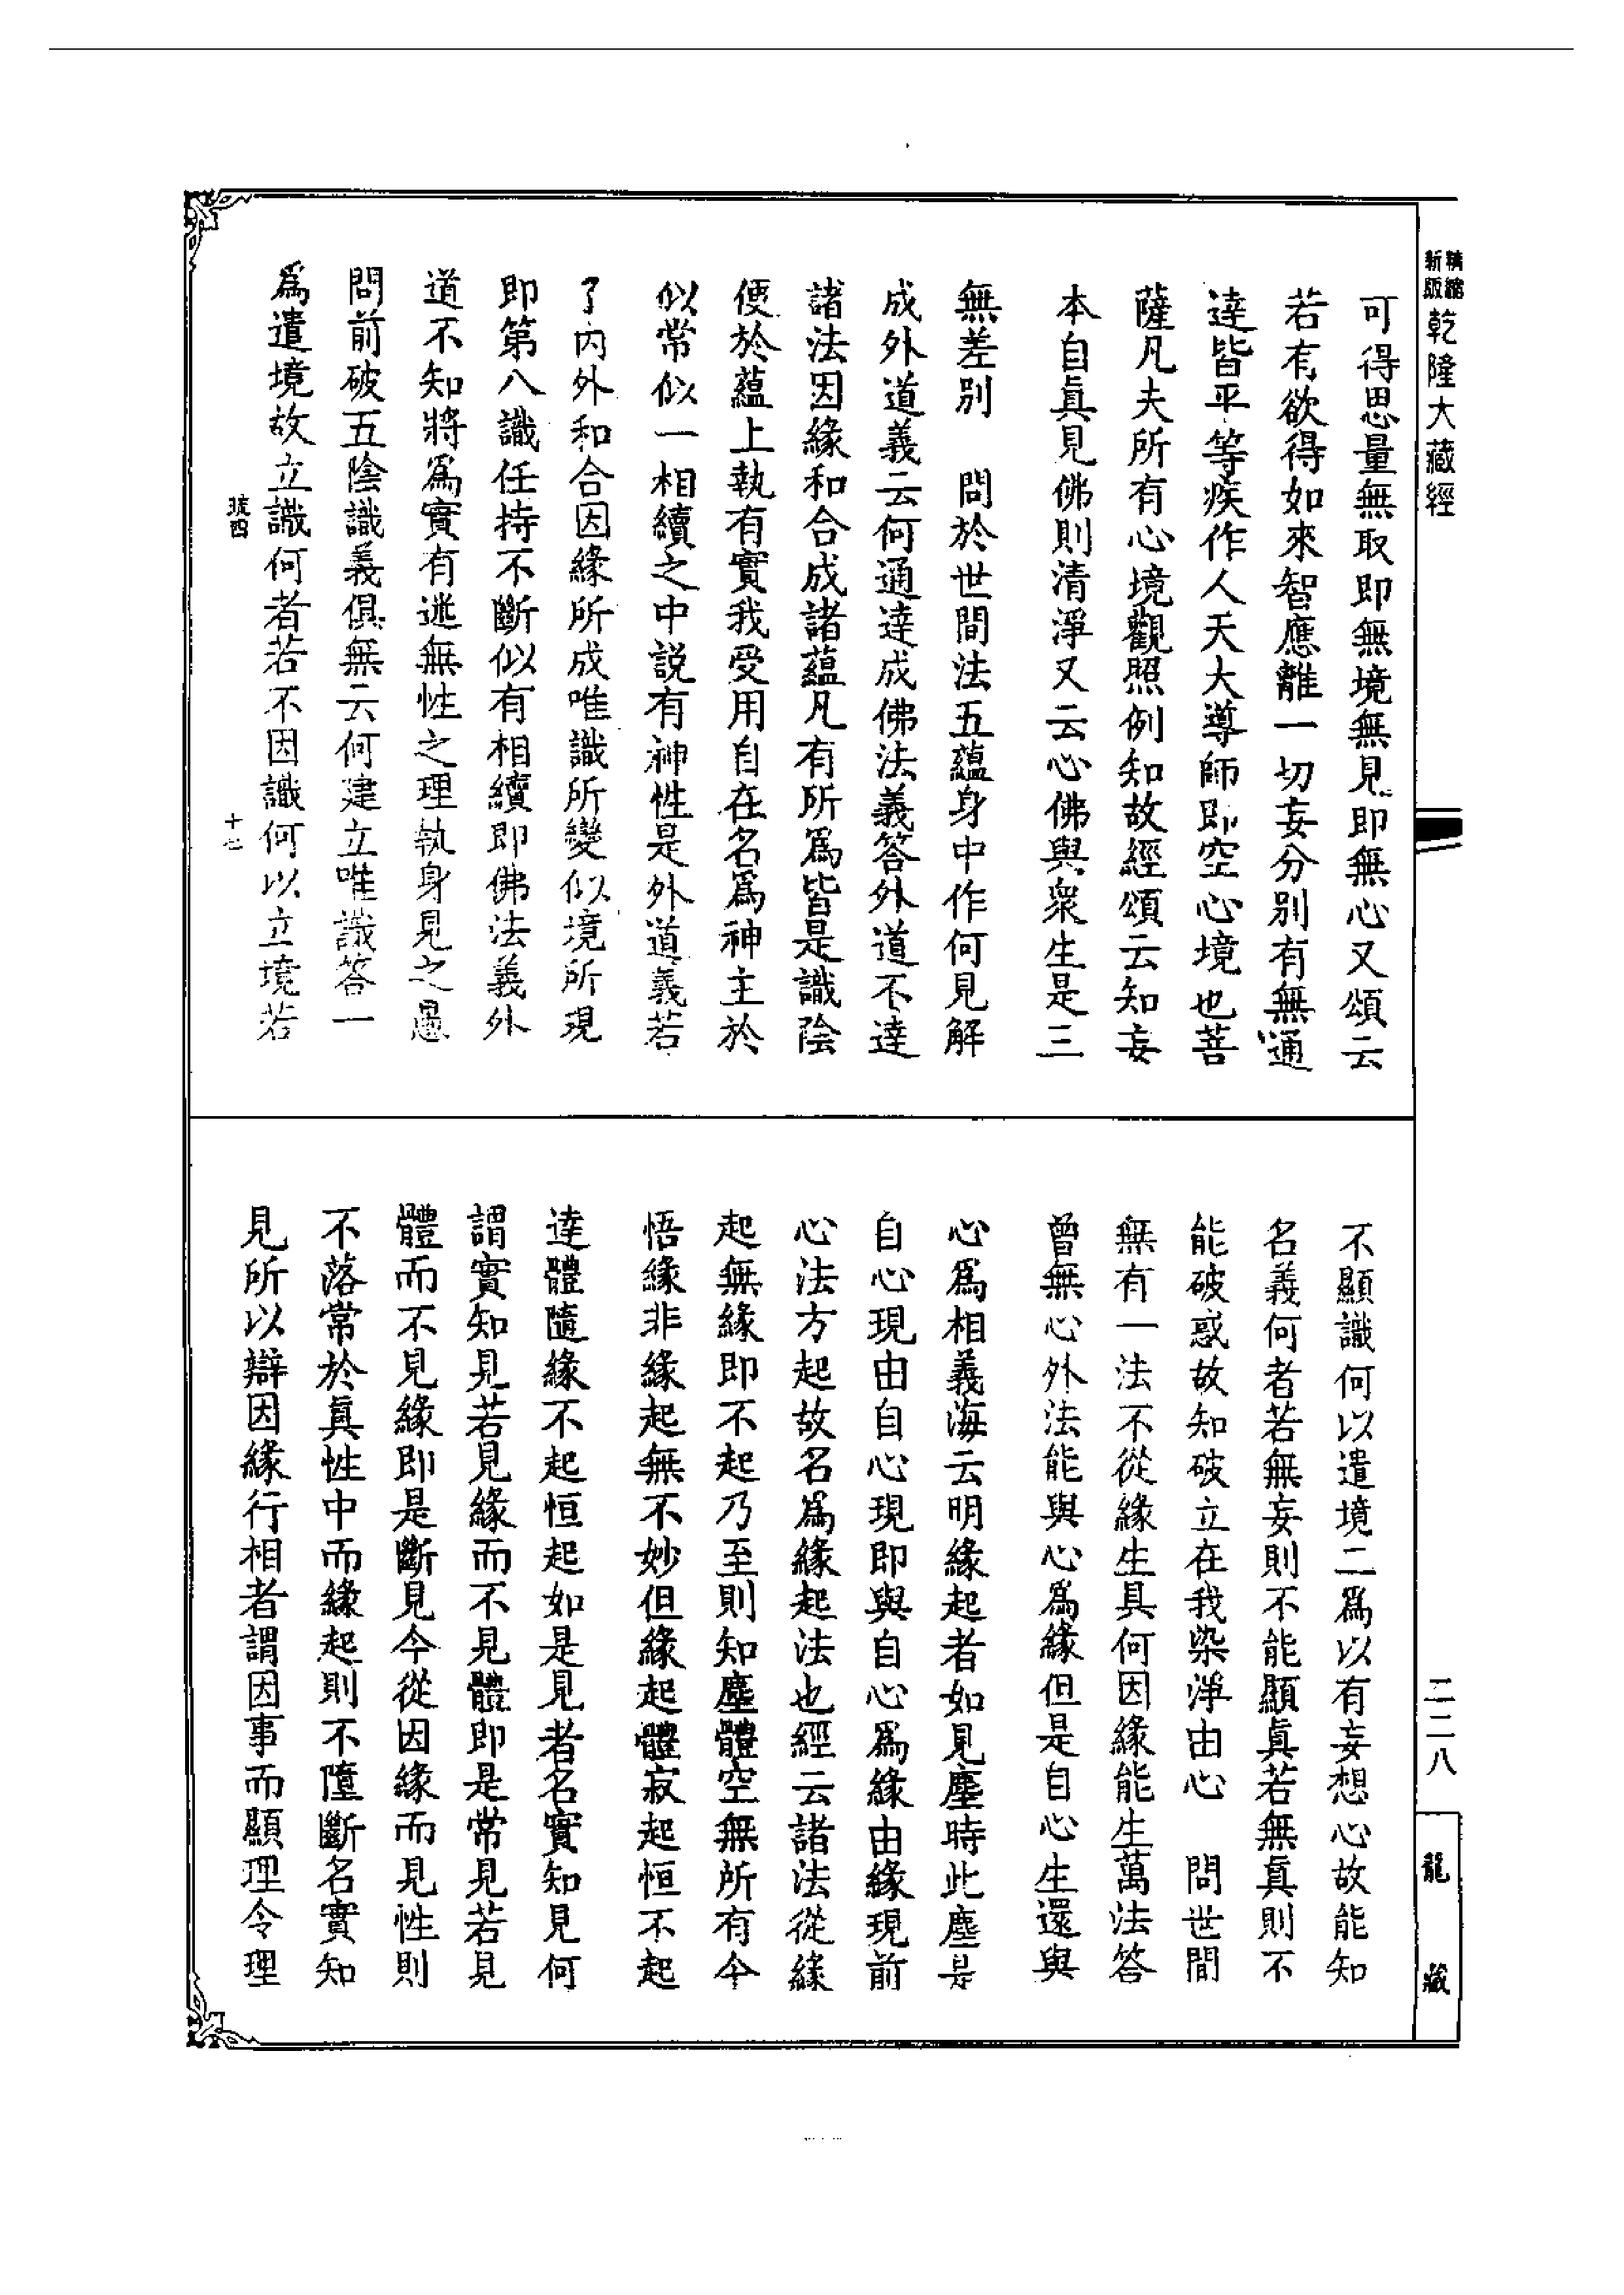 精縮
新版
乾隆大藏經
可得思量無取即無境無見即無心又頌云
若有欲得如來智應離一切妄分別有無通
達皆平等疾作人天大導師即空心境也菩
薩凡夫所有心境觀照例知故經頌云知妄
本自真見佛則清淨又云心佛與衆生是三
無差別　問於世間法五蘊身中作何見解
成外道義云何通達成佛法義答外道不達
諸法因緣和合成諸蘊凡有所爲皆是識陰
便於蘊上執有實我受用自在名爲神主於
似常似一相續之中説有神性是外道義若
了内外和合因緣所成唯識所變似境所現
即第八識任持不斷似有相續即佛法義外
道不知將爲實有迷無性之理執身見之愚
問前破五陰識義俱無云何建立唯識答一
爲遣境故立識何者若不因識何以立境若
號四
十七
不顯識何以遣境二爲以有妄想心故能知
名義何者若無妄則不能顯真若無真則不
能破惑故知破立在我染淨由心　問世間
無有一法不從緣生具何因緣能生萬法答
曾無心外法能與心爲緣但是自心生還與
心爲相義海云明緣起者如見塵時此塵是
自心現由自心現即與自心爲緣由緣現前
心法方起故名爲緣起法也經云諸法從緣
起無緣即不起乃至則知塵體空無所有今
悟緣非緣起無不妙但緣起體寂起恒不起
達體隨緣不起恒起如是見者名實知見何
謂實知見若見緣而不見體即是常見若見
體而不見緣即是斷見今從因緣而見性則
不落常於真性中而緣起則不墮斷名實知
見所以辯因緣行相者謂因事而顯理令理
二二八
龍藏